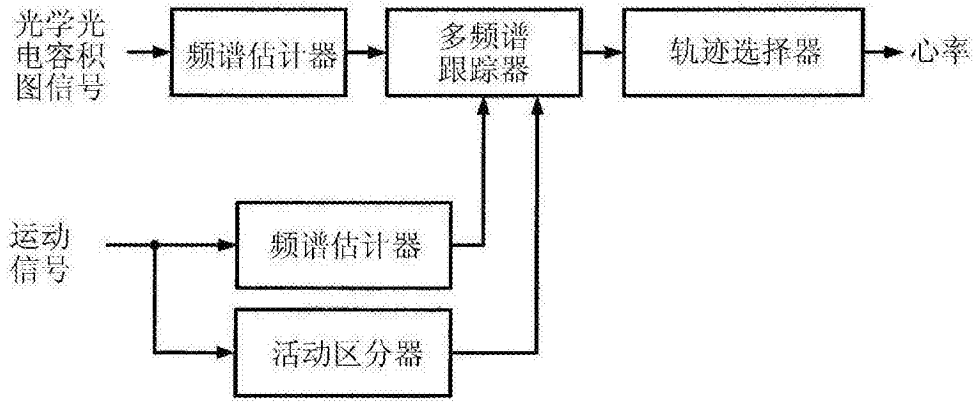 光学光
电容积
图信号
频谱估计器
多频谱
跟踪器
轨迹选择器
心率
运动
信号
频谱估计器
活动区分器